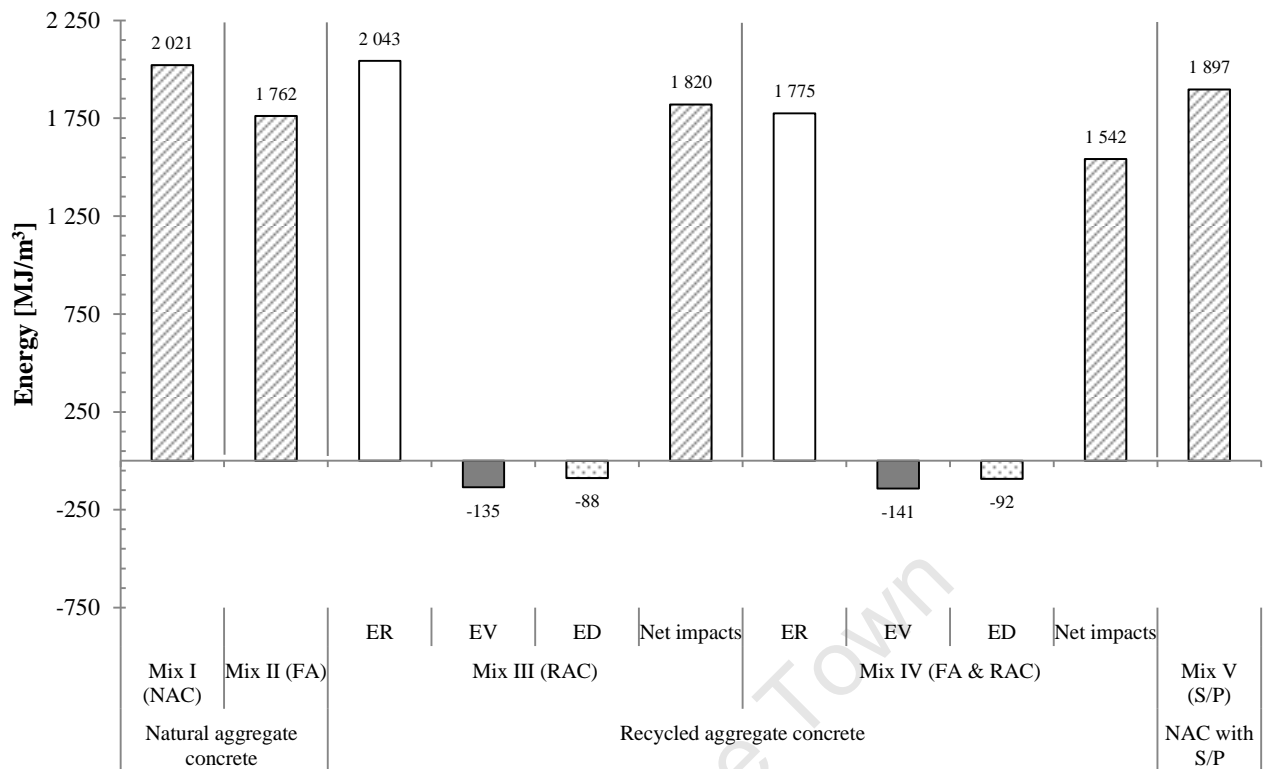 2 250
1 750
1 250
750
250
-250
-750
Energy [MJ/m³]
2 021
1 762
2 043
-135
-88
1 820
1 775
-141
-92
1 542
1 897
ER
EV
ED
Net impacts
ER
EV
ED
Net impacts
Mix I
(NAC)
Mix II (FA)
Mix III (RAC)
Mix IV (FA & RAC)
Mix V
(S/P)
Natural aggregate
concrete
Recycled aggregate concrete
NAC with
S/P
Town